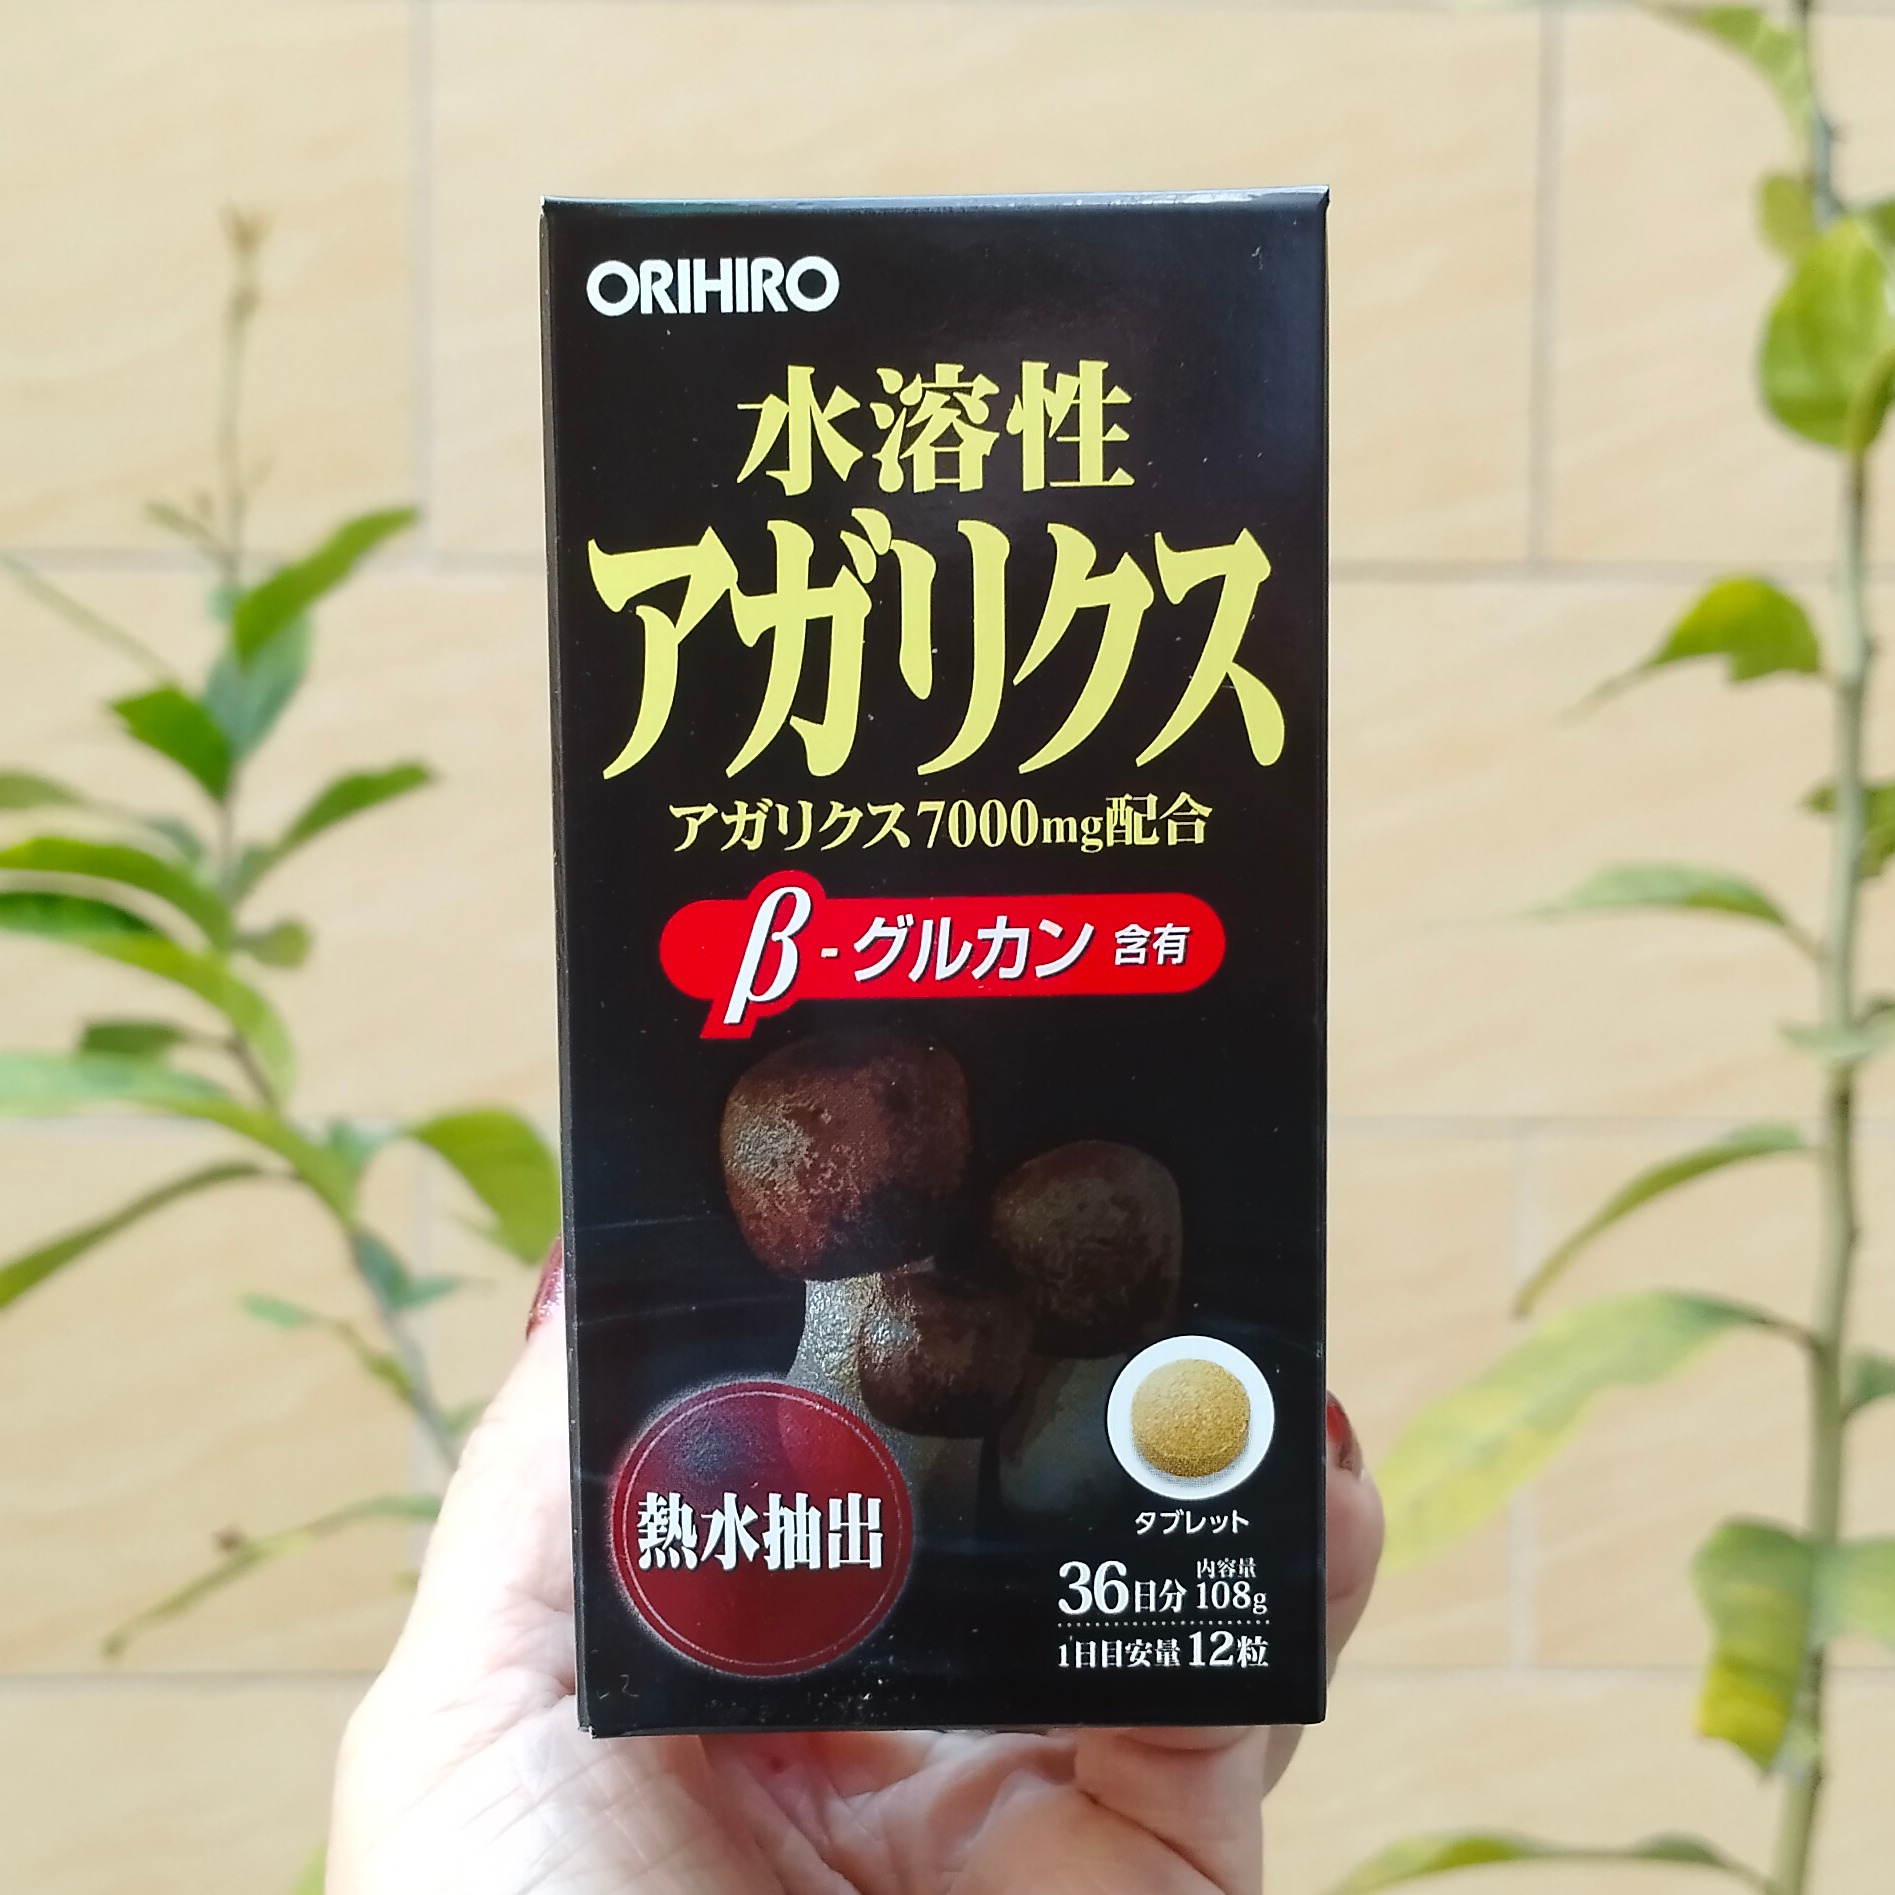 ORIHIRO
水溶性
アガリクス
アガリクス7000mg配合
β-グルカン 含有
熱水抽出
タブレット
36日分 内容量 108g
1日目安量 12粒